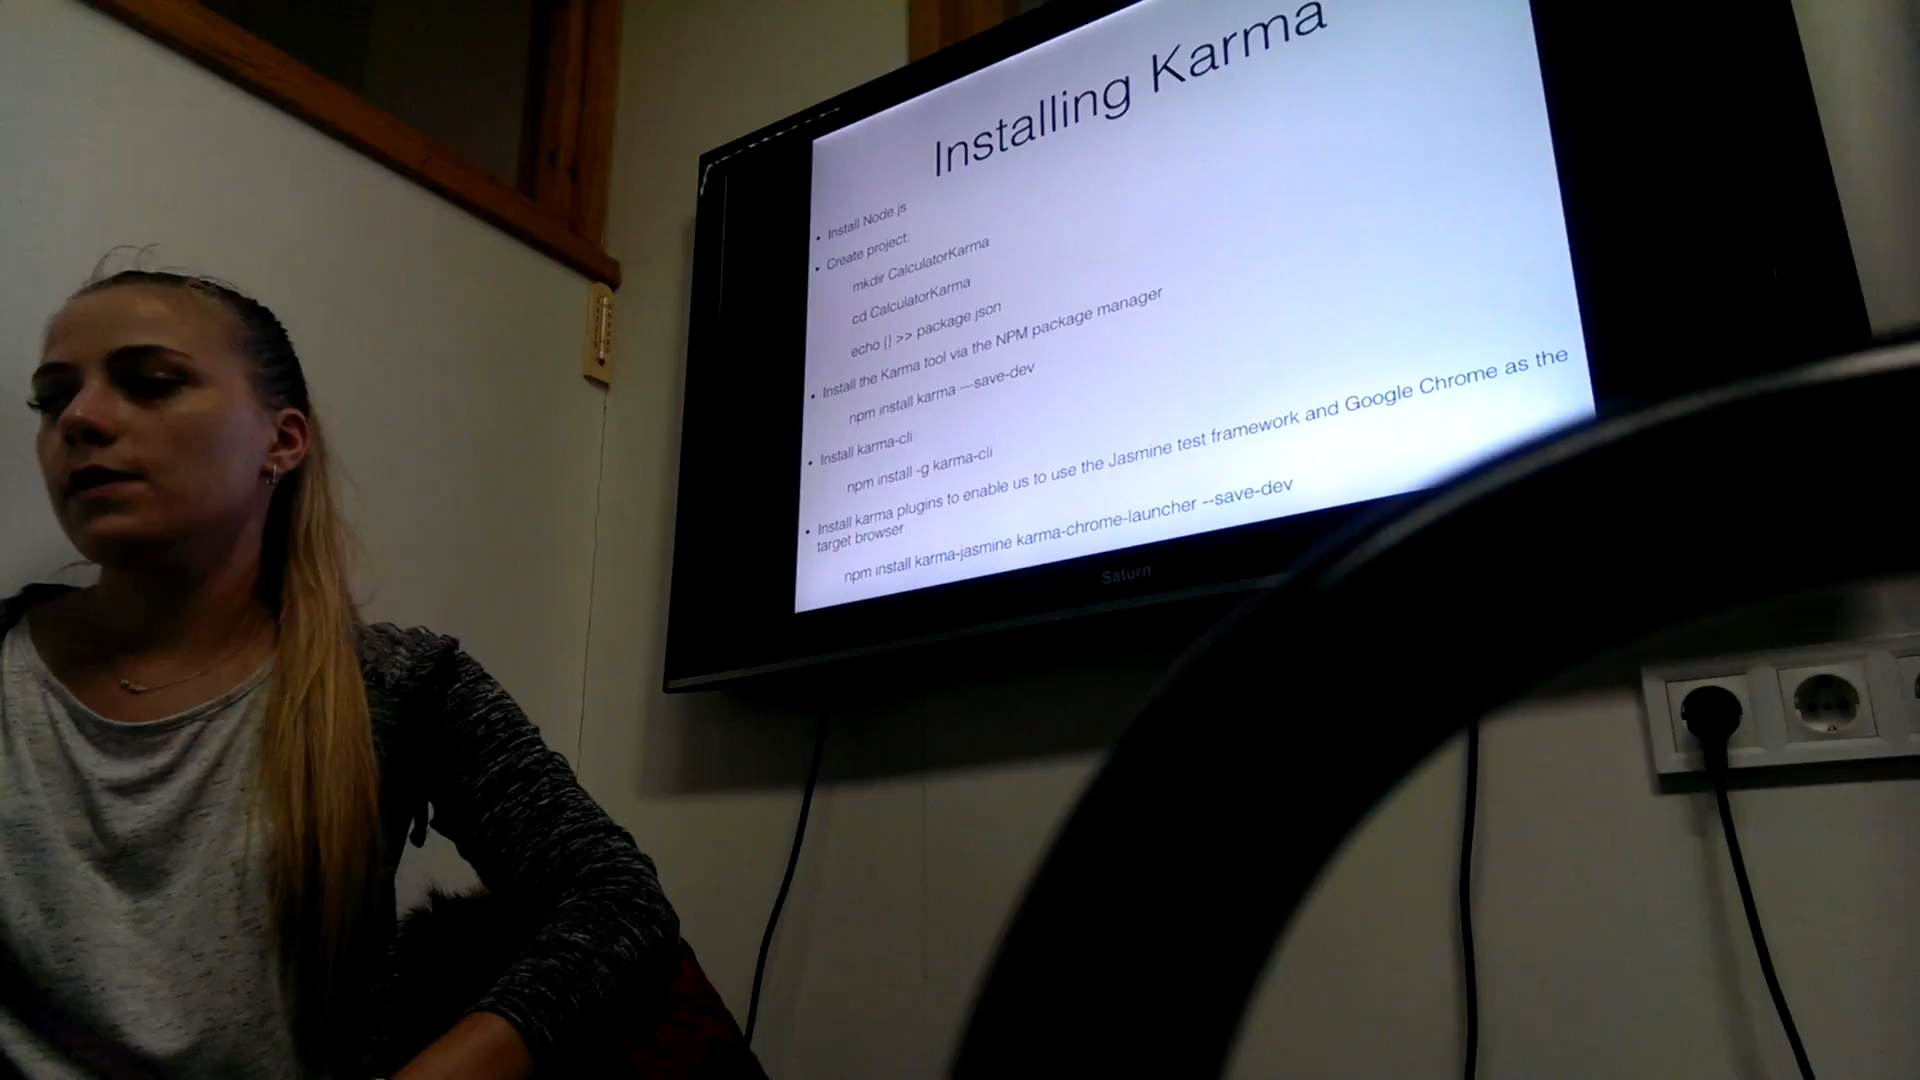 Installing Karma
• Install Node js
• Create project:
mkdir CalculatorKarma
cd CalculatorKarma
echo {} >> package json
• Install the Karma tool via the NPM package manager
npm install karma —save-dev
• Install karma-cli:
npm install -g karma-cli
• Install karma plugins to enable us to use the Jasmine test framework and Google Chrome as the
target browser
npm install karma-jasmine karma-chrome-launcher --save-dev
Saturn